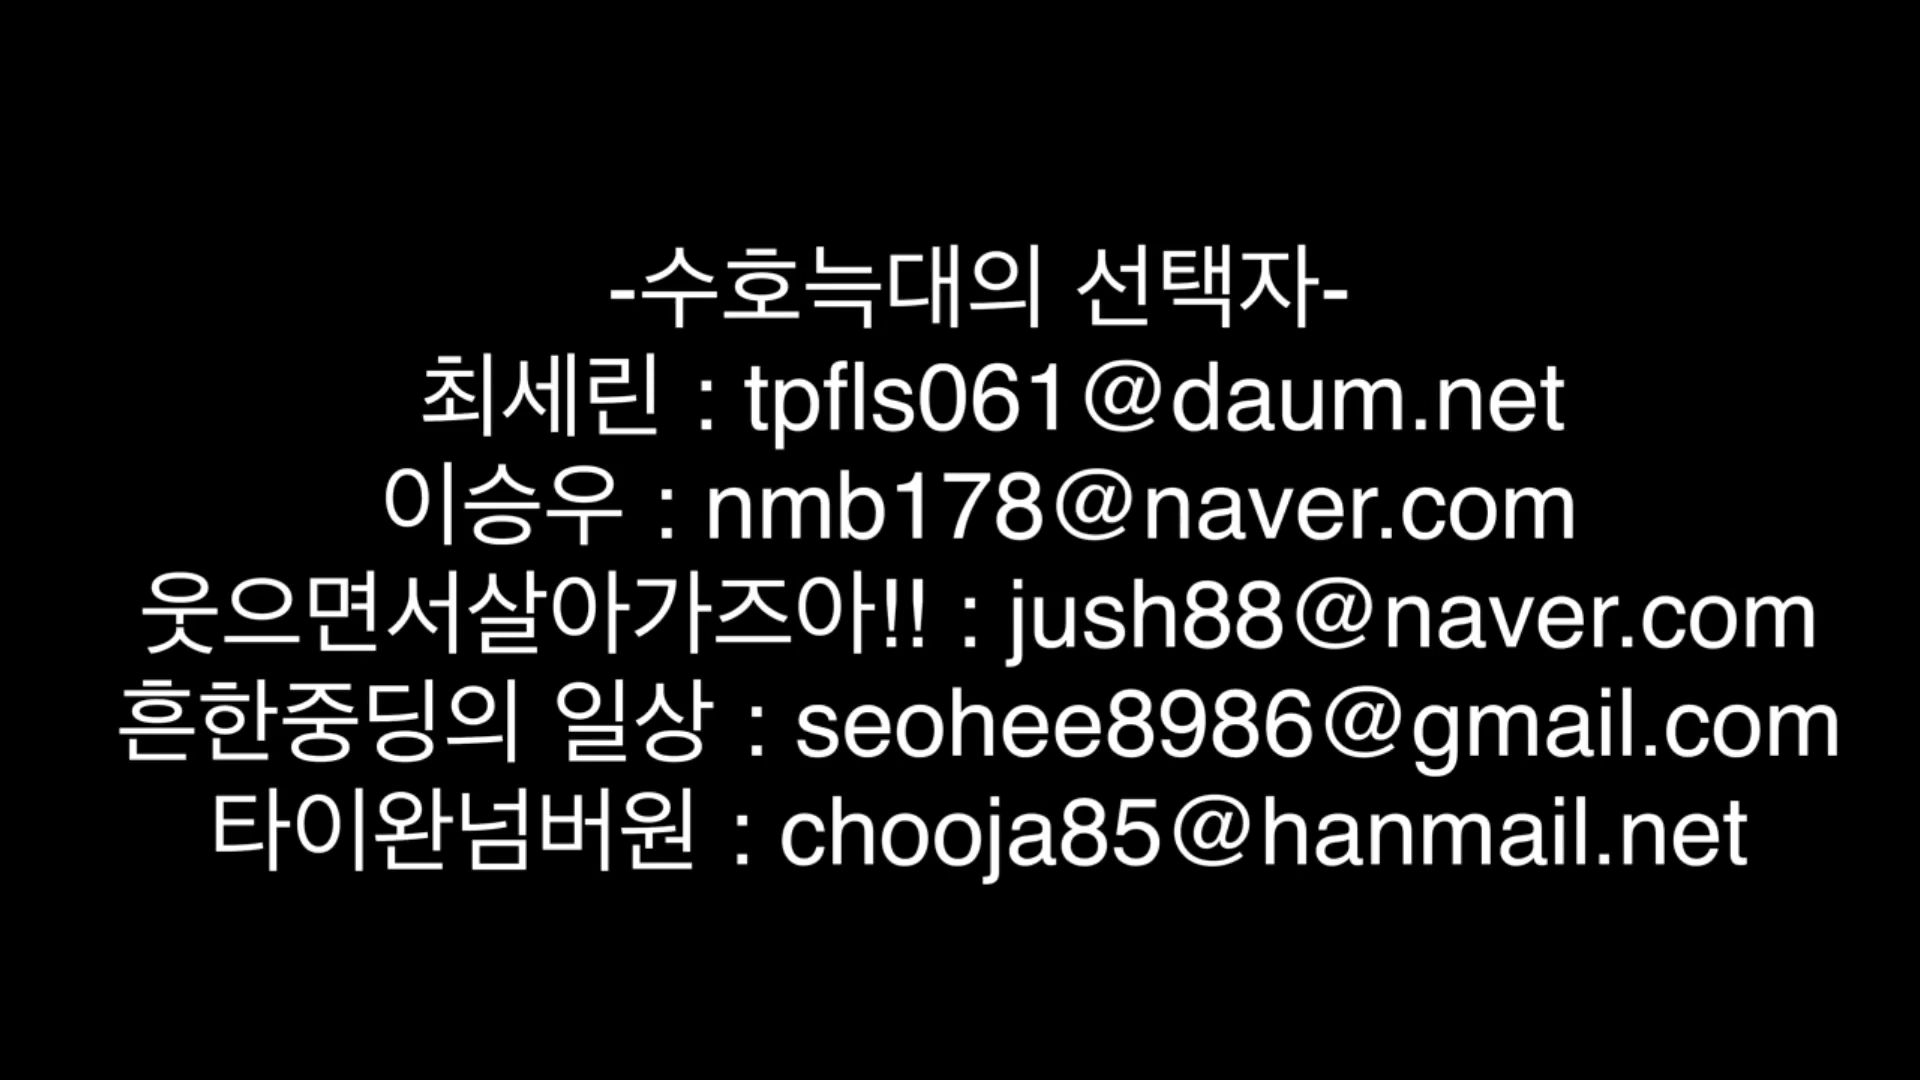 -수호늑대의 선택자-
최세린 : tpfls061@daum.net
이승우 : nmb178@naver.com
웃으면서살아가즈아!! : jush88@naver.com
흔한중딩의 일상 : seohee8986@gmail.com
타이완넘버원 : chooja85@hanmail.net